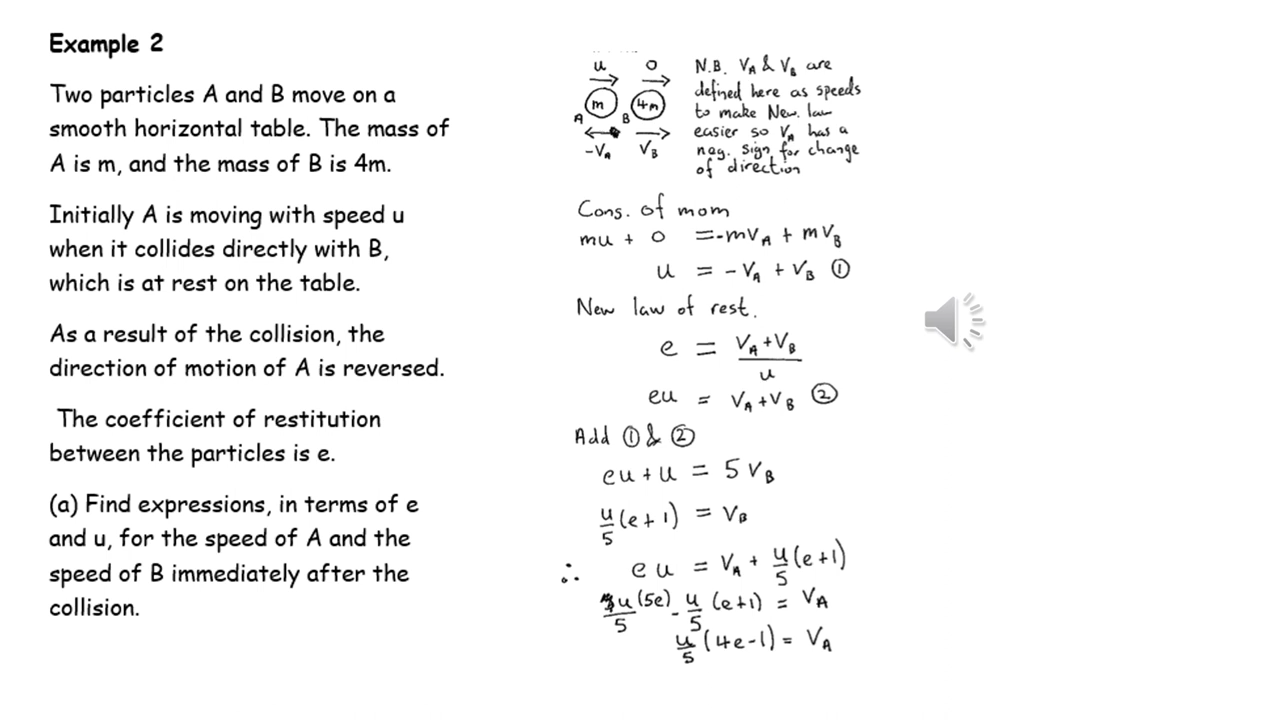 Example 2
Two particles A and B move on a
smooth horizontal table. The mass of
A is m, and the mass of B is 4m.
Initially A is moving with speed u
when it collides directly with B,
which is at rest on the table.
As a result of the collision, the
direction of motion of A is reversed.
The coefficient of restitution
between the particles is e.
(a) Find expressions, in terms of e
and u, for the speed of A and the
speed of B immediately after the
collision.
u 0
m 4m
A B
-V_A V_B
N.B. V_A & V_B are
defined here as speeds
to make New. law
easier so V_A has a
neg. sign for change
of direction
Cons. of mom
mu + 0 = -mV_A + mV_B
u = -V_A + V_B ①
New law of rest.
e = (V_A + V_B)/u
eu = V_A + V_B ②
Add ① & ②
eu + u = 5V_B
u/5 (e+1) = V_B
∴ eu = V_A + u/5 (e+1)
u/5 (5e) - u/5 (e+1) = V_A
u/5 (4e-1) = V_A